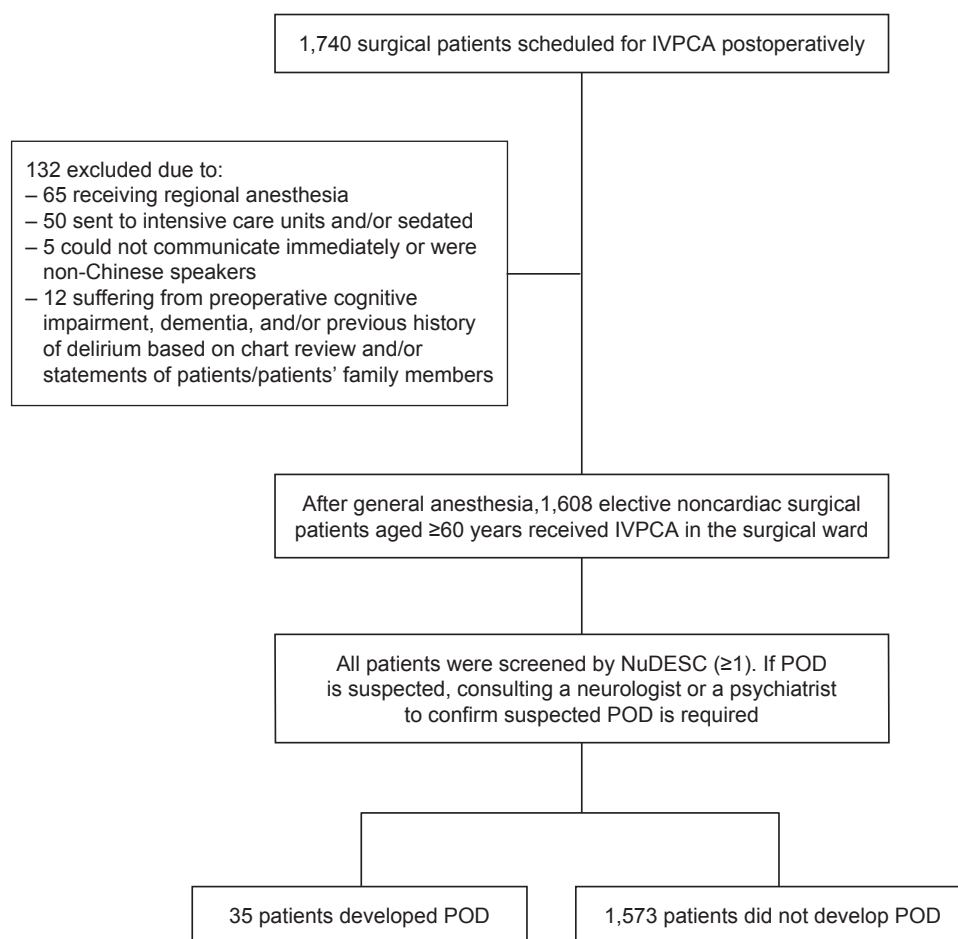 1,740 surgical patients scheduled for IVPCA postoperatively
132 excluded due to:
– 65 receiving regional anesthesia
– 50 sent to intensive care units and/or sedated
– 5 could not communicate immediately or were
non-Chinese speakers
– 12 suffering from preoperative cognitive
impairment, dementia, and/or previous history
of delirium based on chart review and/or
statements of patients/patients’ family members
After general anesthesia,1,608 elective noncardiac surgical
patients aged ≥60 years received IVPCA in the surgical ward
All patients were screened by NuDESC (≥1). If POD
is suspected, consulting a neurologist or a psychiatrist
to confirm suspected POD is required
35 patients developed POD
1,573 patients did not develop POD